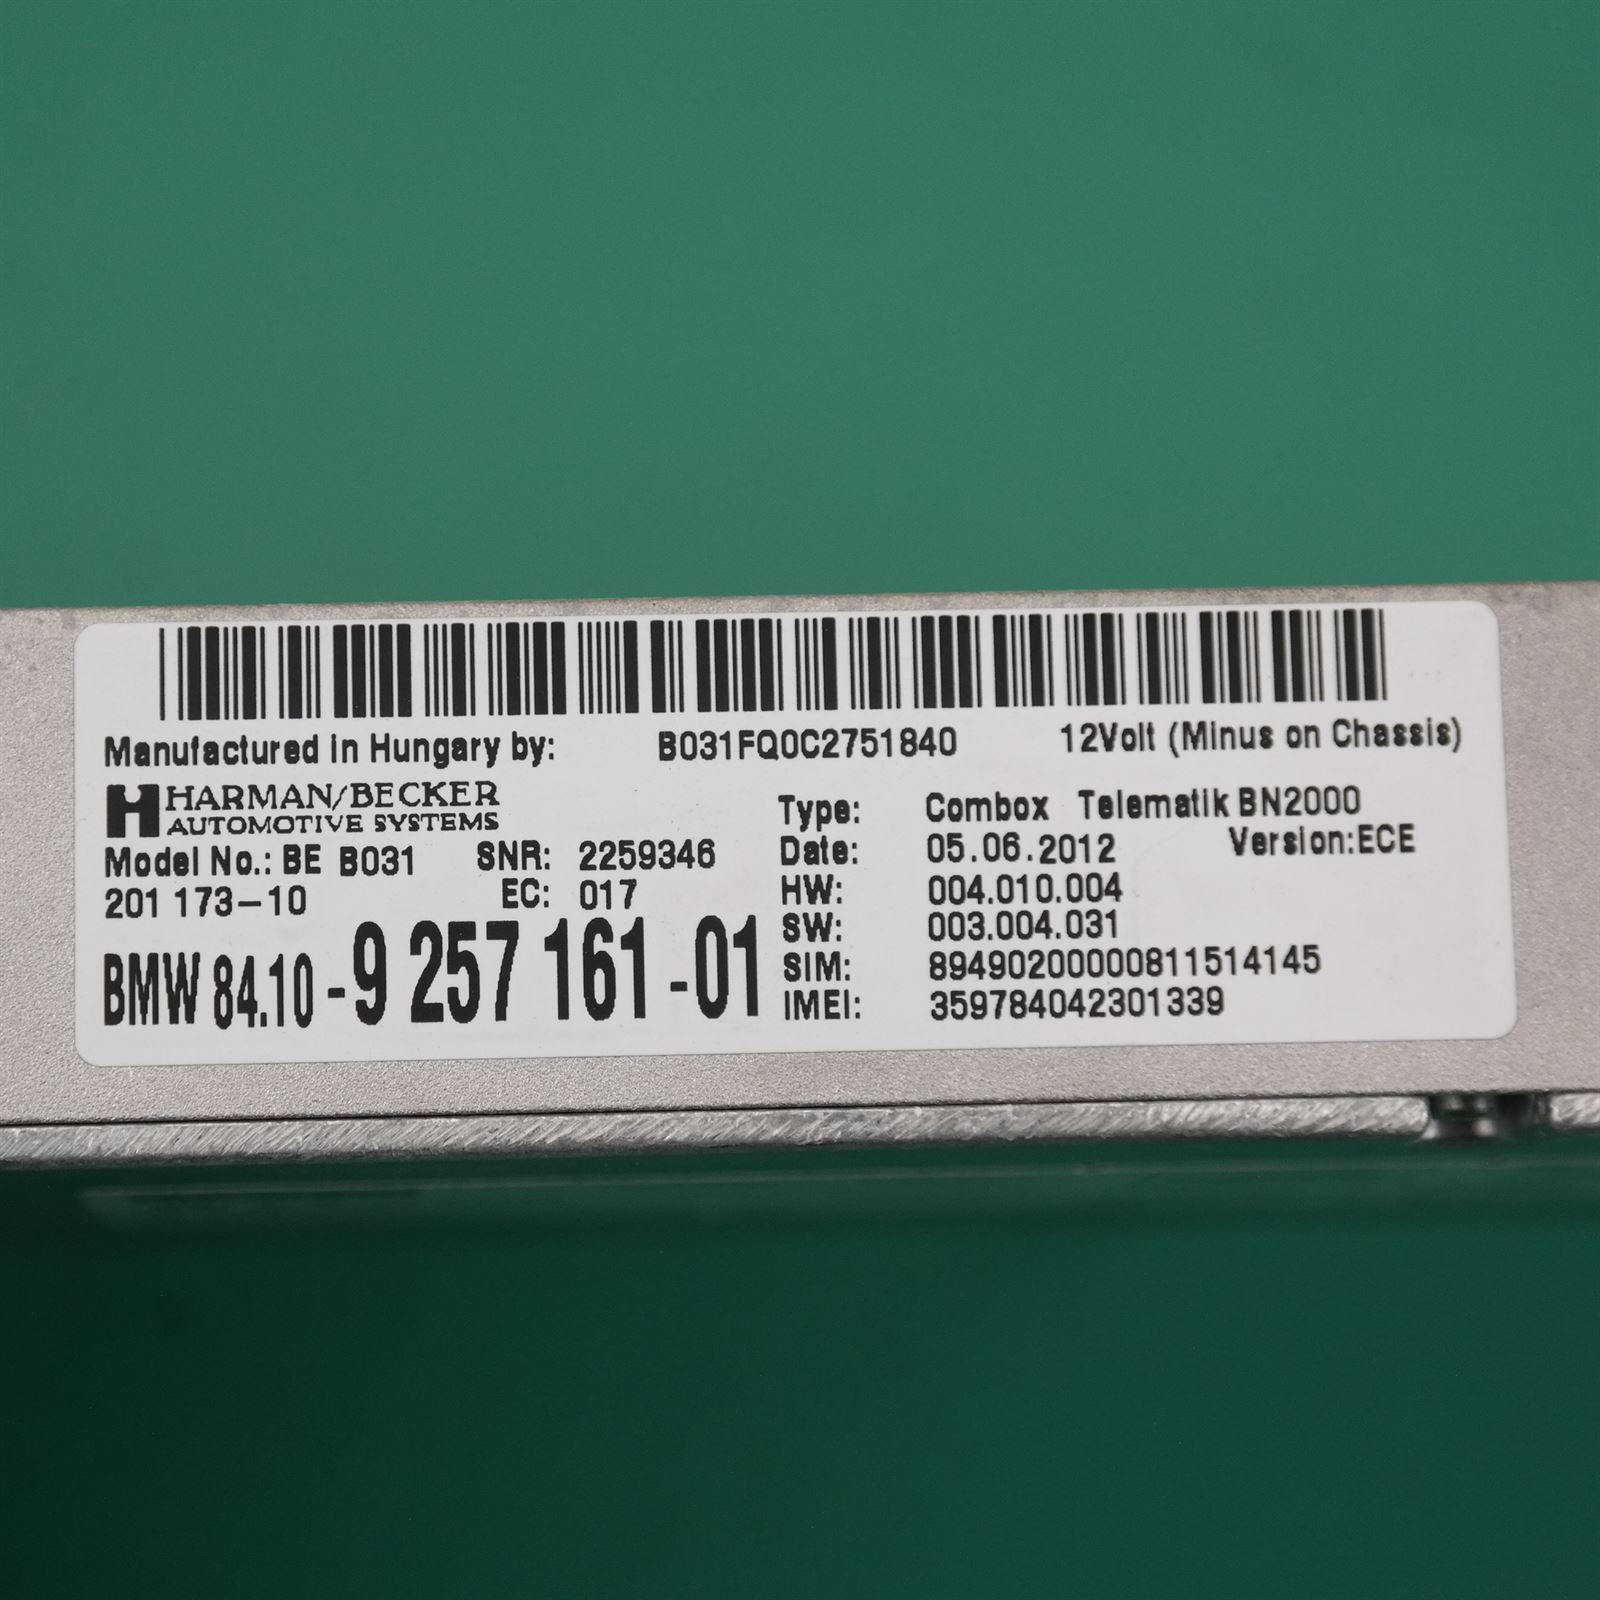 Manufactured in Hungary by: B031FQ0C2751840 12Volt (Minus on Chassis)
HARMAN/BECKER
AUTOMOTIVE SYSTEMS
Model No.: BE B031 SNR: 2259346
201 173-10 EC: 017
BMW 84.10-9 257 161-01
Type: Combox Telematik BN2000
Date: 05.06.2012 Version:ECE
HW: 004.010.004
SW: 003.004.031
SIM: 89490200000811514145
IMEI: 359784042301339